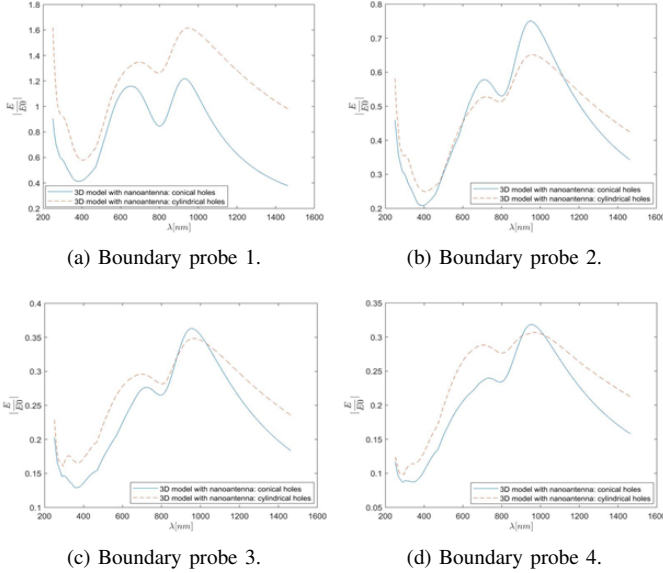 1.8
1.6
1.4
1.2
1
0.8
0.6
0.4
0.2
|E/E0|
3D model with nanoantenna: conical holes
3D model with nanoantenna: cylindrical holes
200 400 600 800 1000 1200 1400 1600
λ[nm]
(a) Boundary probe 1.
0.8
0.7
0.6
0.5
0.4
0.3
0.2
|E/E0|
3D model with nanoantenna: conical holes
3D model with nanoantenna: cylindrical holes
200 400 600 800 1000 1200 1400 1600
λ[nm]
(b) Boundary probe 2.
0.4
0.35
0.3
0.25
0.2
0.15
0.1
|E/E0|
3D model with nanoantenna: conical holes
3D model with nanoantenna: cylindrical holes
200 400 600 800 1000 1200 1400 1600
λ[nm]
(c) Boundary probe 3.
0.35
0.3
0.25
0.2
0.15
0.1
0.05
|E/E0|
3D model with nanoantenna: conical holes
3D model with nanoantenna: cylindrical holes
200 400 600 800 1000 1200 1400 1600
λ[nm]
(d) Boundary probe 4.